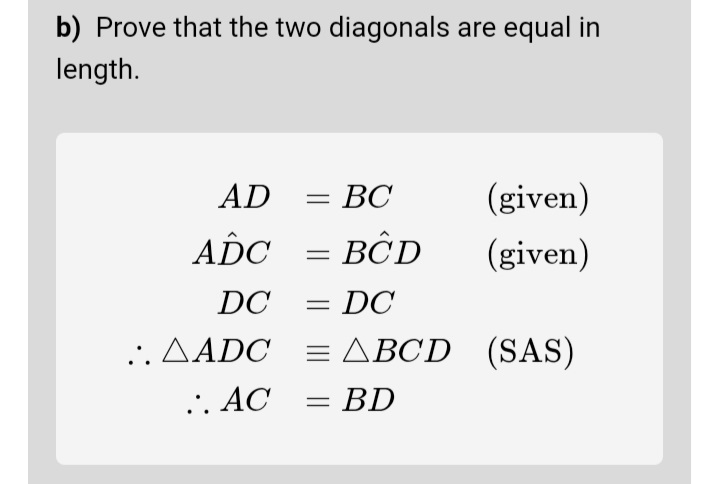 b) Prove that the two diagonals are equal in
length.
AD = BC (given)
AD̂C = BĈD (given)
DC = DC
∴ △ADC ≡ △BCD (SAS)
∴ AC = BD